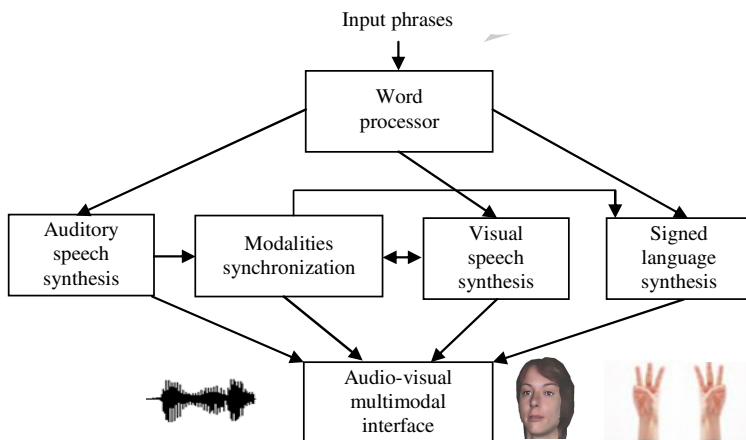 Input phrases
Word
processor
Auditory
speech
synthesis
Modalities
synchronization
Visual
speech
synthesis
Signed
language
synthesis
Audio-visual
multimodal
interface